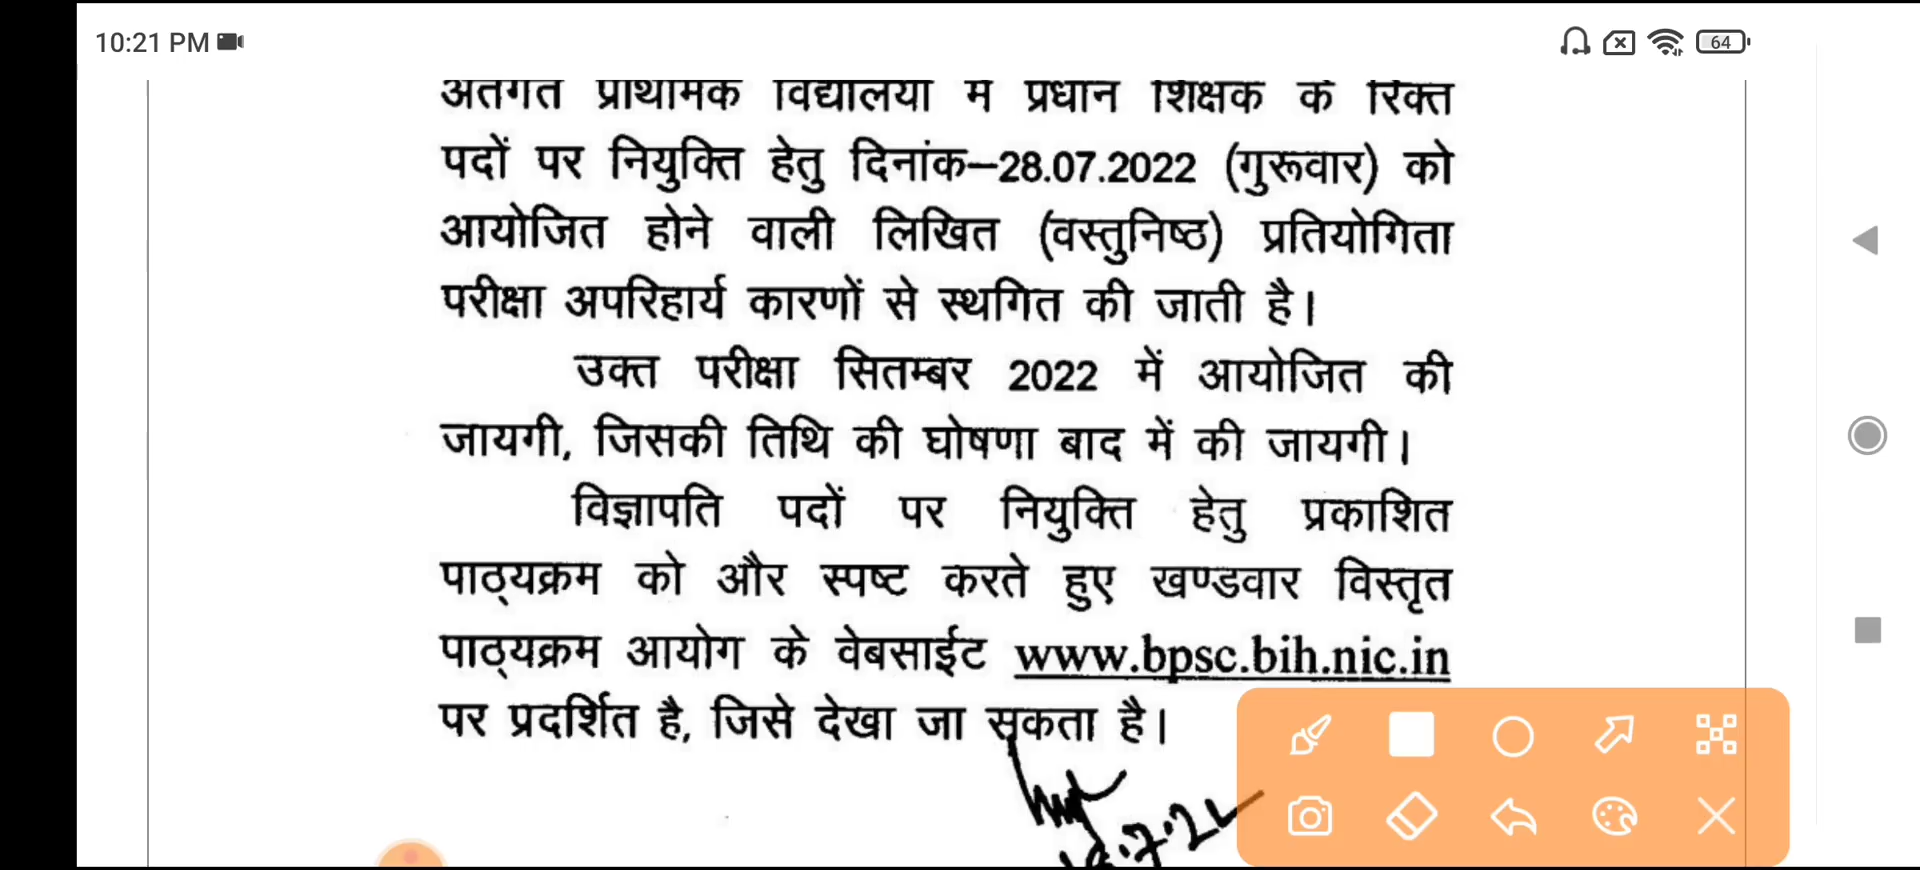 10:21 PM
64
अंतर्गत प्राथमिक विद्यालयों में प्रधान शिक्षक के रिक्त
पदों पर नियुक्ति हेतु दिनांक–28.07.2022 (गुरूवार) को
आयोजित होने वाली लिखित (वस्तुनिष्ठ) प्रतियोगिता
परीक्षा अपरिहार्य कारणों से स्थगित की जाती है।
उक्त परीक्षा सितम्बर 2022 में आयोजित की
जायगी, जिसकी तिथि की घोषणा बाद में की जायगी।
विज्ञापति पदों पर नियुक्ति हेतु प्रकाशित
पाठ्यक्रम को और स्पष्ट करते हुए खण्डवार विस्तृत
पाठ्यक्रम आयोग के वेबसाईट www.bpsc.bih.nic.in
पर प्रदर्शित है, जिसे देखा जा सकता है।